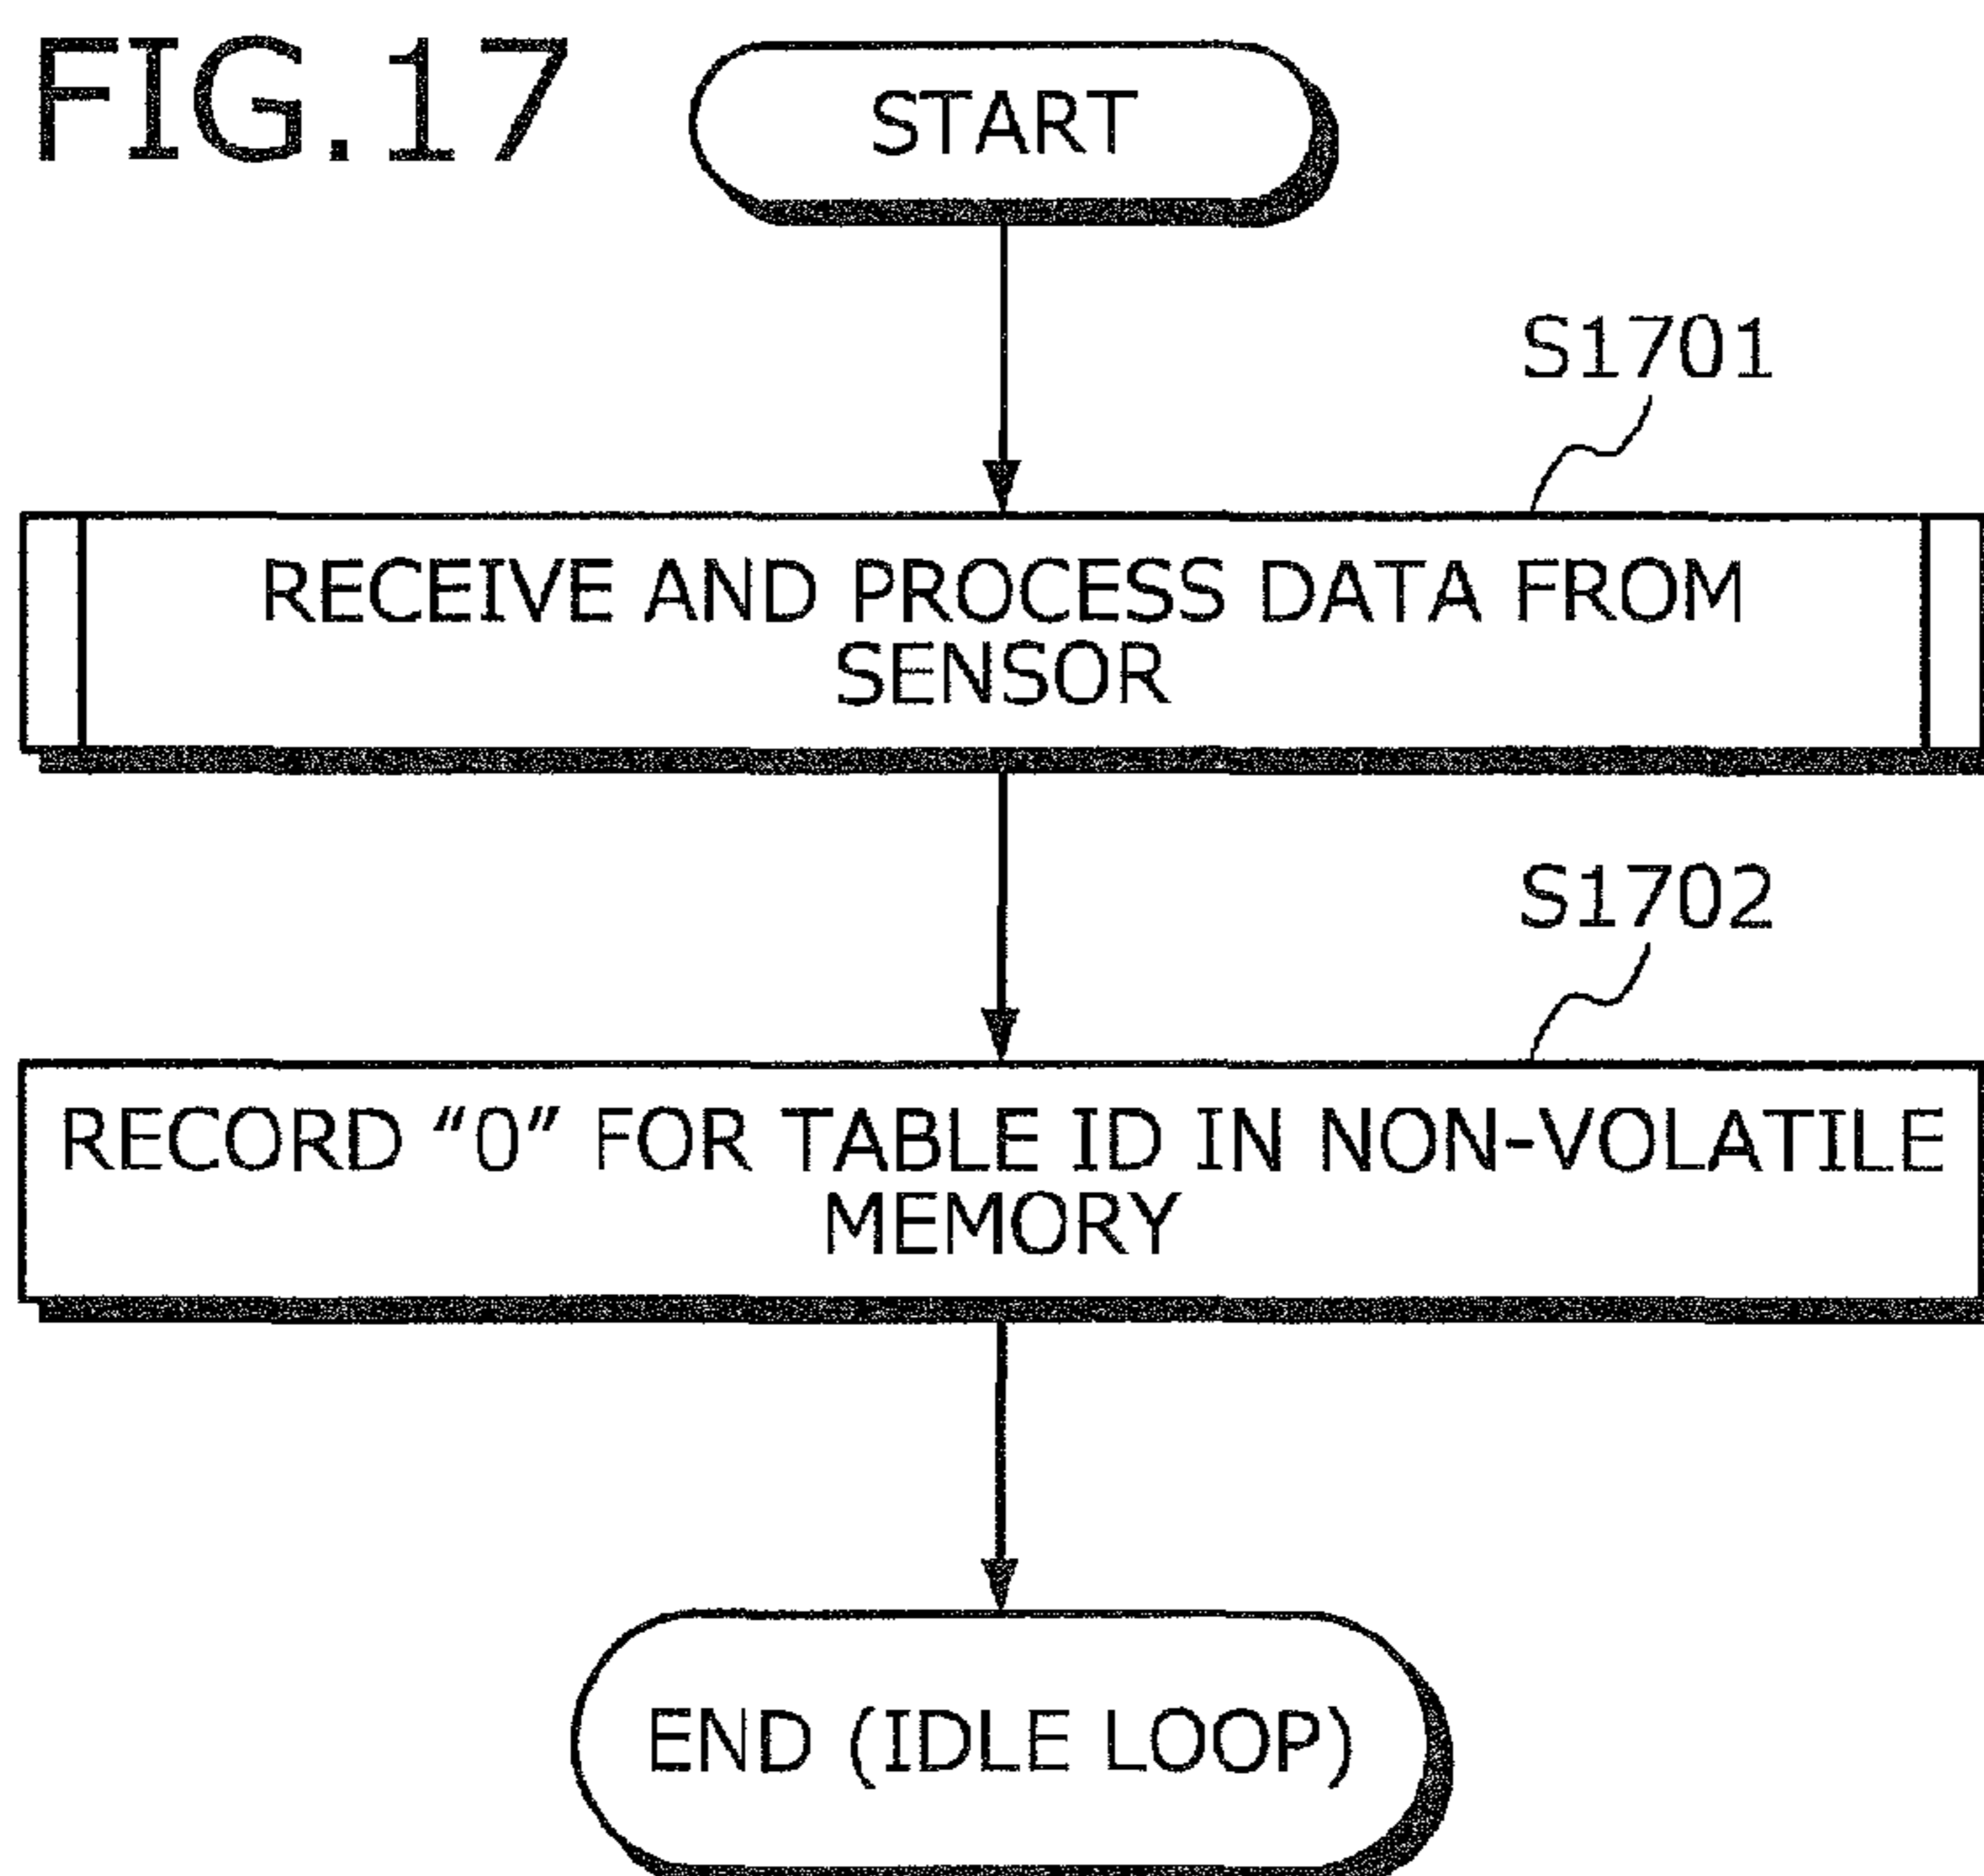 FIG.17
START
S1701
RECEIVE AND PROCESS DATA FROM
SENSOR
S1702
RECORD “0” FOR TABLE ID IN NON-VOLATILE
MEMORY
END (IDLE LOOP)